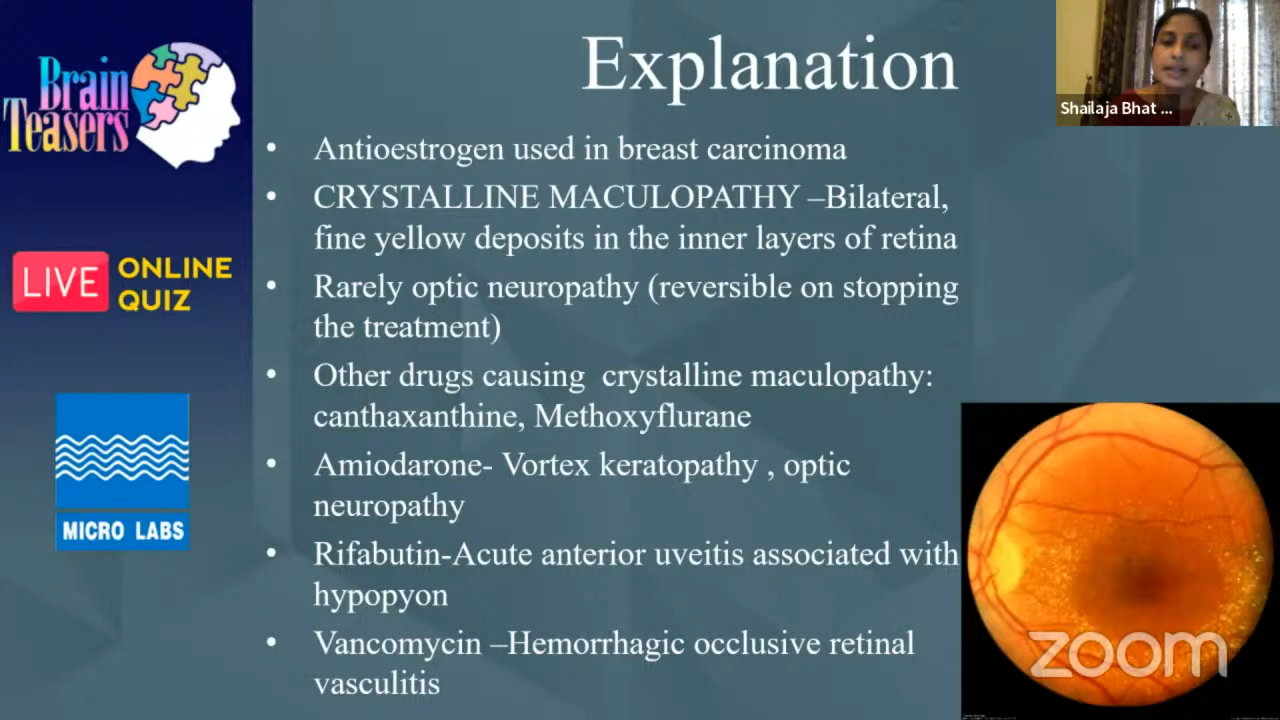 Explanation
Brain
Teasers
LIVE ONLINE
QUIZ
MICRO LABS
• Antioestrogen used in breast carcinoma
• CRYSTALLINE MACULOPATHY –Bilateral,
fine yellow deposits in the inner layers of retina
• Rarely optic neuropathy (reversible on stopping
the treatment)
• Other drugs causing  crystalline maculopathy:
canthaxanthine, Methoxyflurane
• Amiodarone- Vortex keratopathy , optic
neuropathy
• Rifabutin-Acute anterior uveitis associated with
hypopyon
• Vancomycin –Hemorrhagic occlusive retinal
vasculitis
Shailaja Bhat ...
zoom